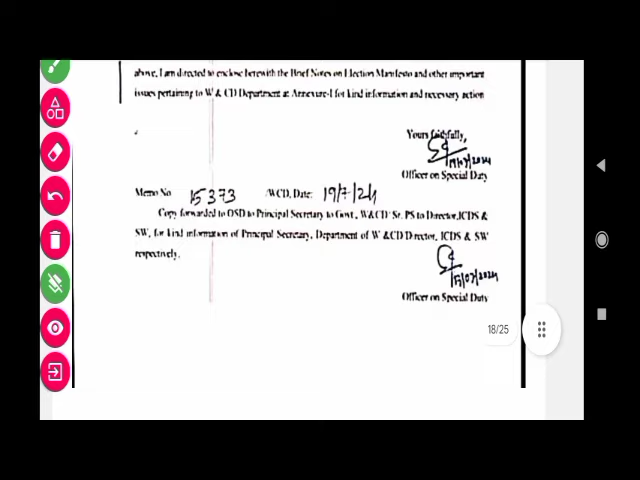 above, I am directed to enclose herewith the Brief Notes on Election Manifesto and other important
issues pertaining to W & CD Department at Annexure-I for kind information and necessary action
Yours faithfully,
19/07/2024
Officer on Special Duty
Memo No. 15373 /WCD, Date: 19/7/24
Copy forwarded to OSD to Principal Secretary to Govt., W&CD/ Sr. PS to Director, ICDS &
SW, for kind information of Principal Secretary, Department of W &CD/Director, ICDS & SW
respectively.
Officer on Special Duty
18/25